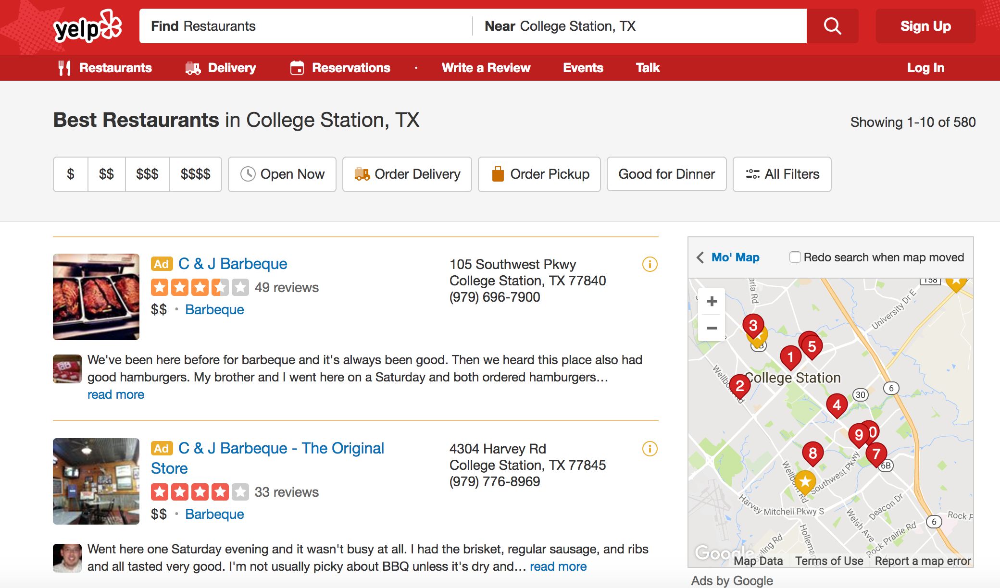 yelp
Find Restaurants
Near College Station, TX
Sign Up
Restaurants
Delivery
Reservations
·
Write a Review
Events
Talk
Log In
Best Restaurants in College Station, TX
Showing 1-10 of 580
$
$$
$$$
$$$$
Open Now
Order Delivery
Order Pickup
Good for Dinner
All Filters
Ad C & J Barbeque
49 reviews
$$ · Barbeque
105 Southwest Pkwy
College Station, TX 77840
(979) 696-7900
We've been here before for barbeque and it's always been good. Then we heard this place also had
good hamburgers. My brother and I went here on a Saturday and both ordered hamburgers…
read more
Ad C & J Barbeque - The Original
Store
33 reviews
$$ · Barbeque
4304 Harvey Rd
College Station, TX 77845
(979) 776-8969
Went here one Saturday evening and it wasn't busy at all. I had the brisket, regular sausage, and ribs
and all tasted very good. I'm not usually picky about BBQ unless it's dry and… read more
Mo' Map
Redo search when map moved
+
−
158
University Dr E
3
5
1
College Station
2
Wellborn Rd
6
30
4
9
0
8
7
6B
Wellborn Rd
Southwest Pkwy
Harvey Mitchell Pkwy S
Deacon Dr
Welsh Ave
Rock Prairie Rd
6
Rock P
Google
Map Data
Terms of Use
Report a map error
Ads by Google